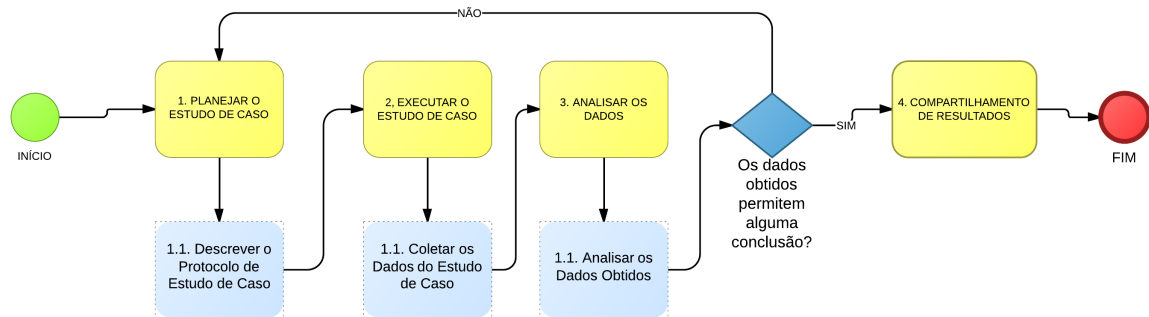 NÃO
1. PLANEJAR O
ESTUDO DE CASO
2, EXECUTAR O
ESTUDO DE CASO
3. ANALISAR OS
DADOS
4. COMPARTILHAMENTO
DE RESULTADOS
SIM
INÍCIO
FIM
Os dados
obtidos
permitem
alguma
conclusão?
1.1. Descrever o
Protocolo de
Estudo de Caso
1.1. Coletar os
Dados do Estudo
de Caso
1.1. Analisar os
Dados Obtidos